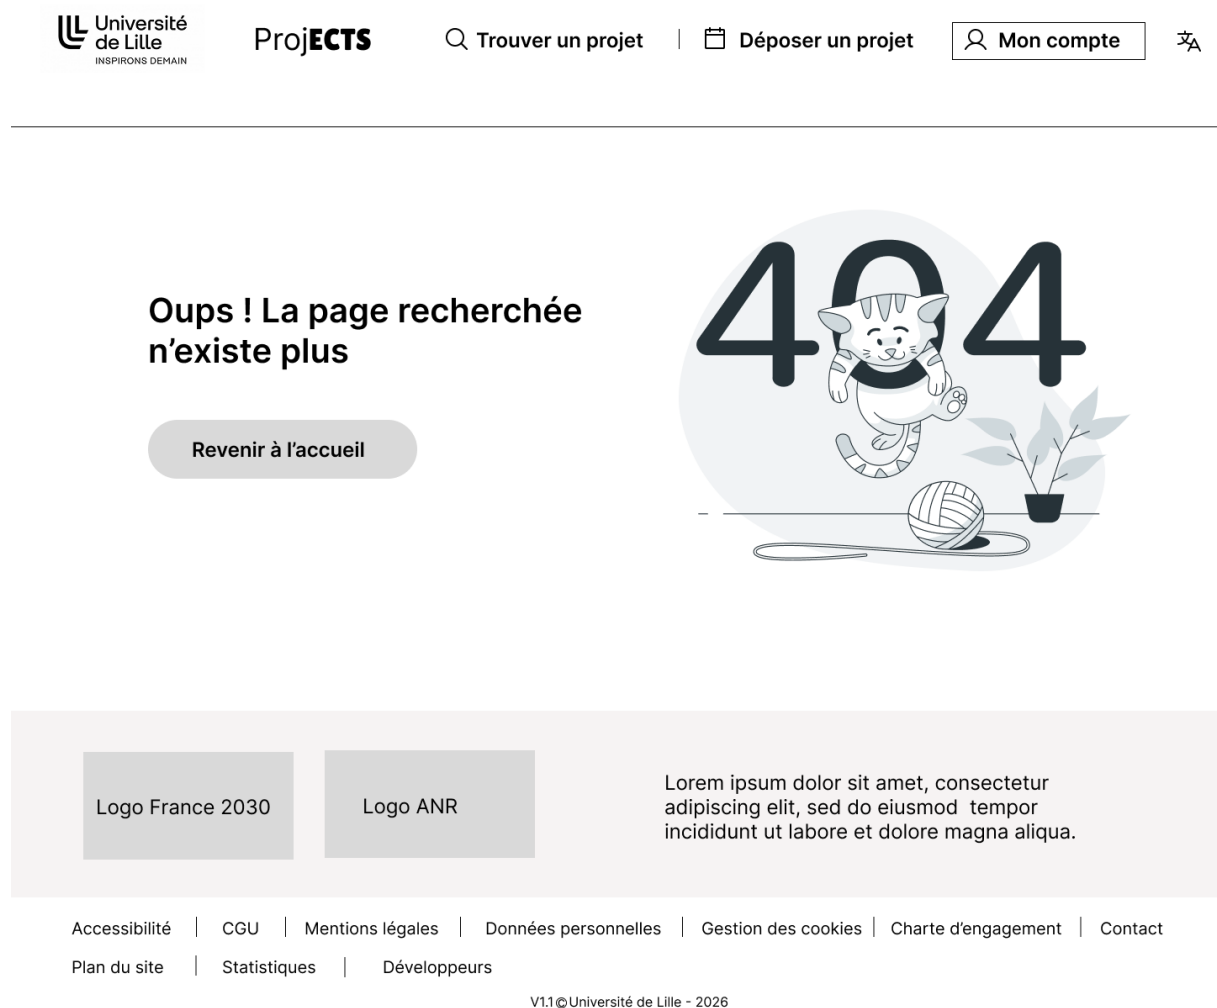 Université
de Lille
INSPIRONS DEMAIN
ProjECTS
Trouver un projet
Déposer un projet
Mon compte
Oups ! La page recherchée
n’existe plus
Revenir à l’accueil
404
Logo France 2030
Logo ANR
Lorem ipsum dolor sit amet, consectetur
adipiscing elit, sed do eiusmod  tempor
incididunt ut labore et dolore magna aliqua.
Accessibilité | CGU | Mentions légales | Données personnelles | Gestion des cookies | Charte d’engagement | Contact
Plan du site | Statistiques | Développeurs
V1.1©Université de Lille - 2026